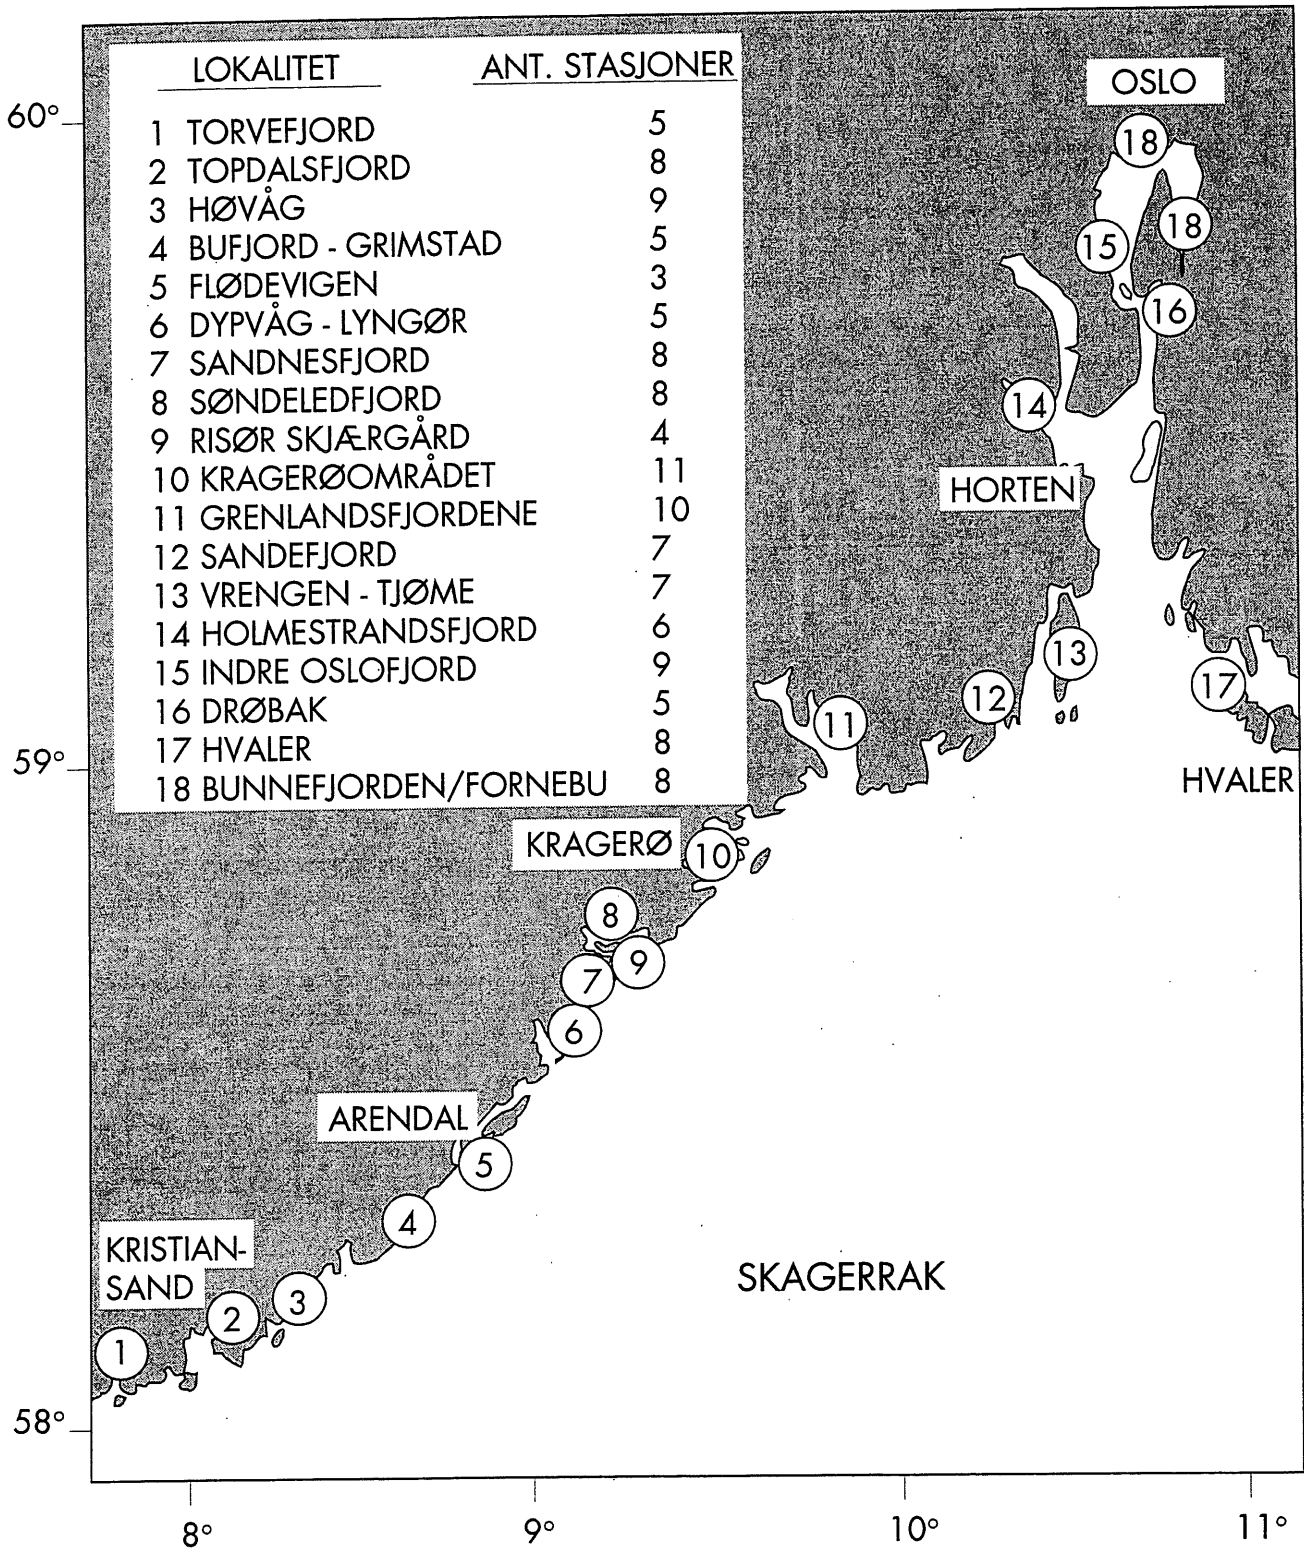 LOKALITET ANT. STASJONER
1 TORVEFJORD 5
2 TOPDALSFJORD 8
3 HØVÅG 9
4 BUFJORD - GRIMSTAD 5
5 FLØDEVIGEN 3
6 DYPVÅG - LYNGØR 5
7 SANDNESFJORD 8
8 SØNDELEDFJORD 8
9 RISØR SKJÆRGÅRD 4
10 KRAGERØOMRÅDET 11
11 GRENLANDSFJORDENE 10
12 SANDEFJORD 7
13 VRENGEN - TJØME 7
14 HOLMESTRANDSFJORD 6
15 INDRE OSLOFJORD 9
16 DRØBAK 5
17 HVALER 8
18 BUNNEFJORDEN/FORNEBU 8
OSLO
60°
18
18
15
16
14
HORTEN
13
17
12
11
59°
HVALER
KRAGERØ
10
8
9
7
6
ARENDAL
5
4
KRISTIAN-
SAND
SKAGERRAK
3
2
1
58°
8° 9° 10° 11°